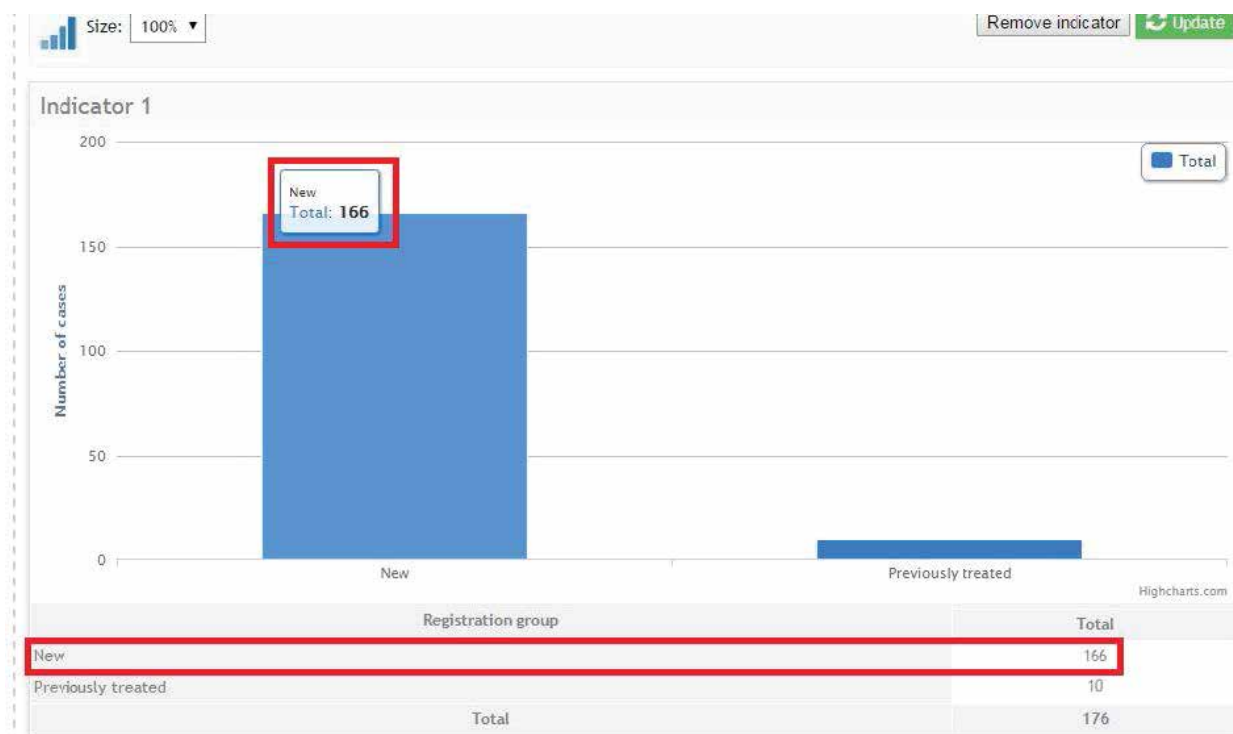 Size: 100% ▼
Remove indicator
Update
Indicator 1
200
Total
New
Total: 166
150
Number of cases
100
50
0
New
Previously treated
Highcharts.com
Registration group Total
New 166
Previously treated 10
Total 176